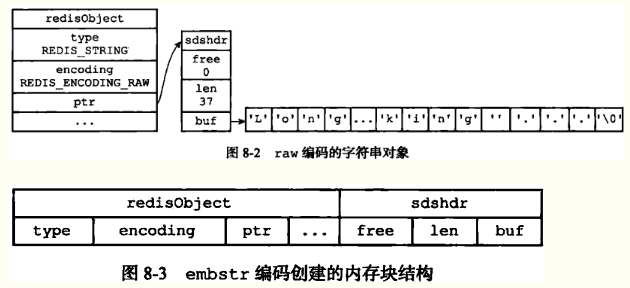 redisObject
type
REDIS_STRING
encoding
REDIS_ENCODING_RAW
ptr
...
sdshdr
free
0
len
37
buf
'L' 'o' 'n' 'g' ... 'k' 'i' 'n' 'g' '' '.' '.' '.' '\0'
图 8-2 raw 编码的字符串对象
redisObject sdshdr
type encoding ptr ... free len buf
图 8-3 embstr 编码创建的内存块结构